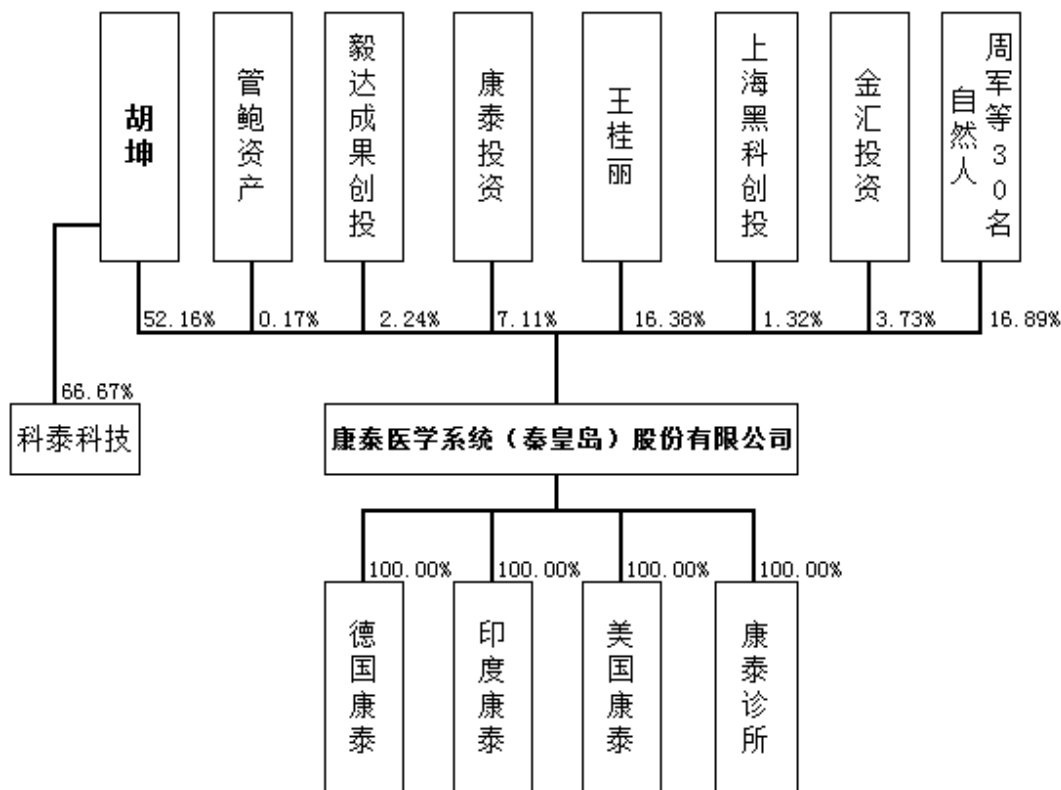 胡坤
管鲍资产
毅达成果创投
康泰投资
王桂丽
上海黑科创投
金汇投资
周军等30名
自然人
52.16%
0.17%
2.24%
7.11%
16.38%
1.32%
3.73%
16.89%
66.67%
科泰科技
康泰医学系统（秦皇岛）股份有限公司
100.00%
100.00%
100.00%
100.00%
德国康泰
印度康泰
美国康泰
康泰诊所